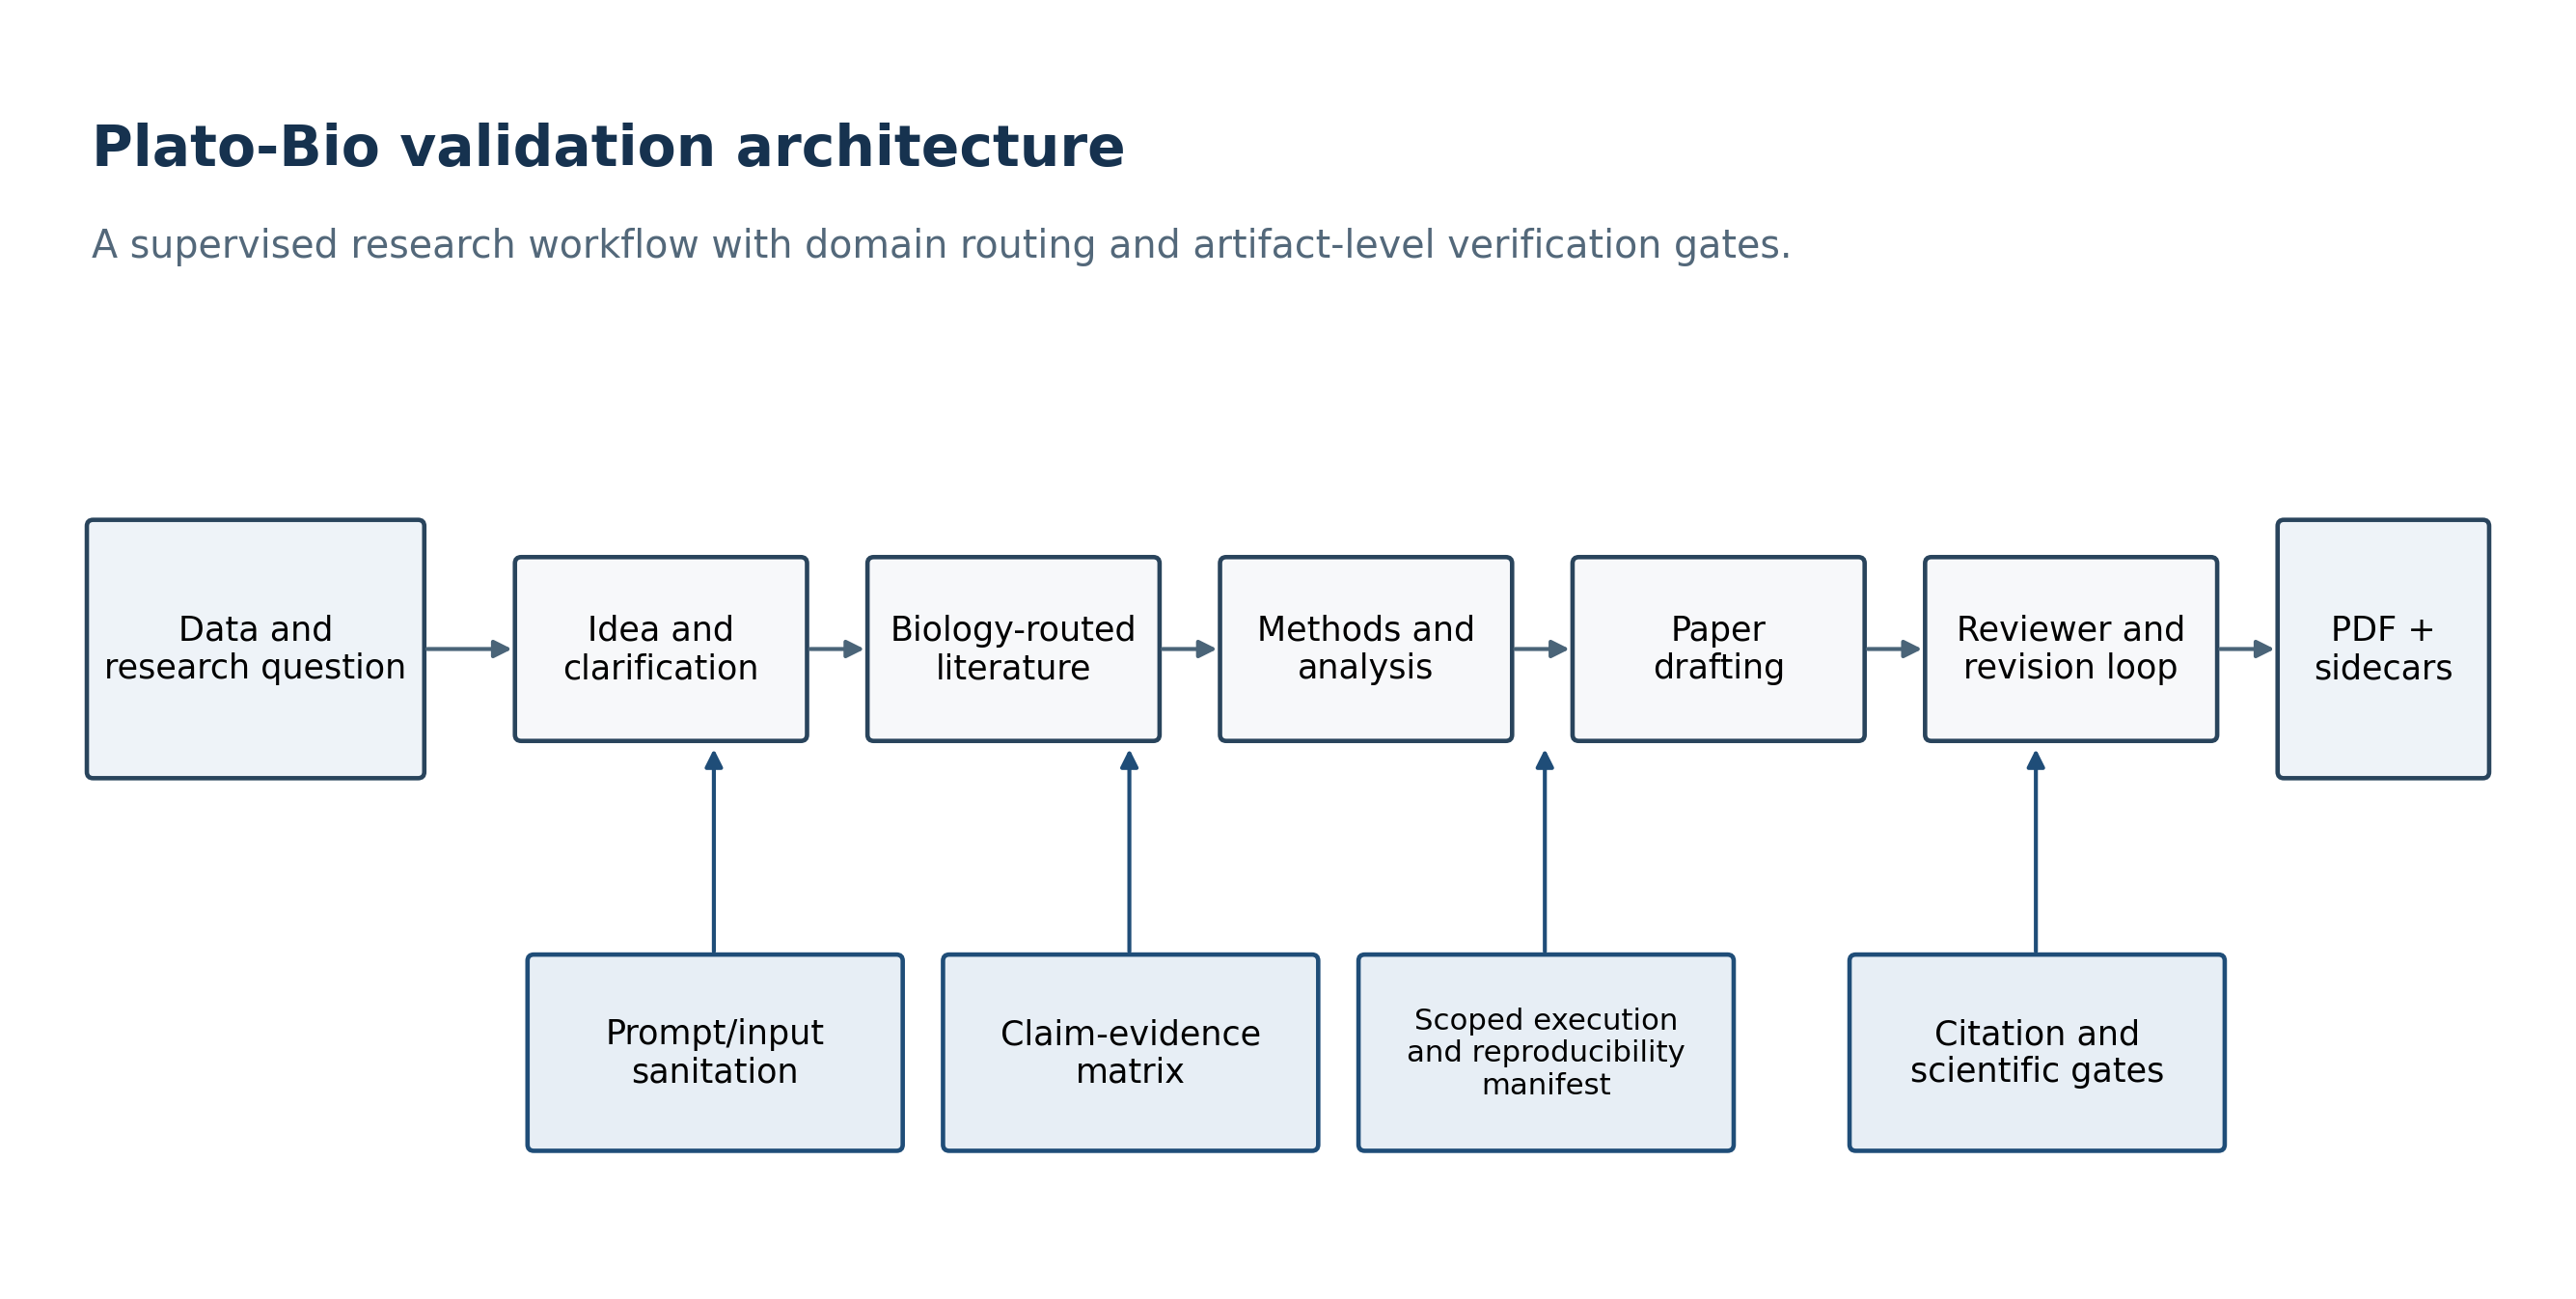 Plato-Bio validation architecture
A supervised research workflow with domain routing and artifact-level verification gates.
Data and
research question
Idea and
clarification
Biology-routed
literature
Methods and
analysis
Paper
drafting
Reviewer and
revision loop
PDF +
sidecars
Prompt/input
sanitation
Claim-evidence
matrix
Scoped execution
and reproducibility
manifest
Citation and
scientific gates